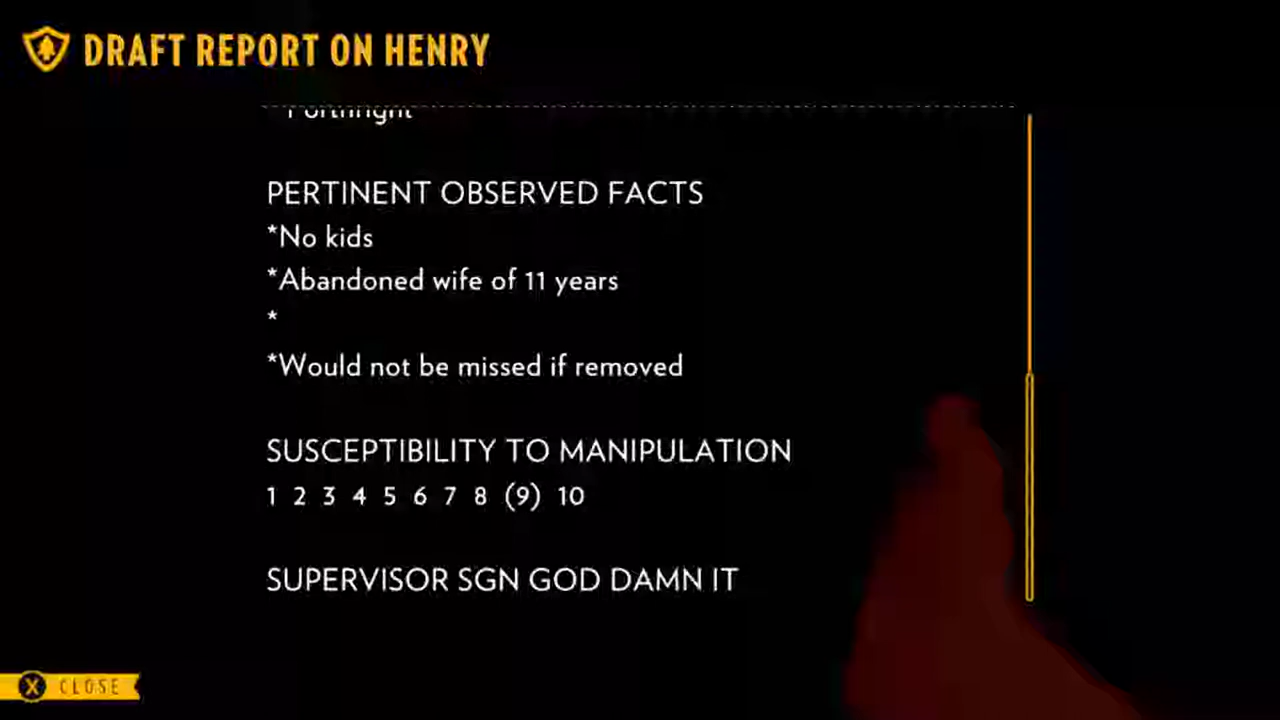 DRAFT REPORT ON HENRY
Forthright
PERTINENT OBSERVED FACTS
*No kids
*Abandoned wife of 11 years
*
*Would not be missed if removed
SUSCEPTIBILITY TO MANIPULATION
1 2 3 4 5 6 7 8 (9) 10
SUPERVISOR SGN GOD DAMN IT
X CLOSE